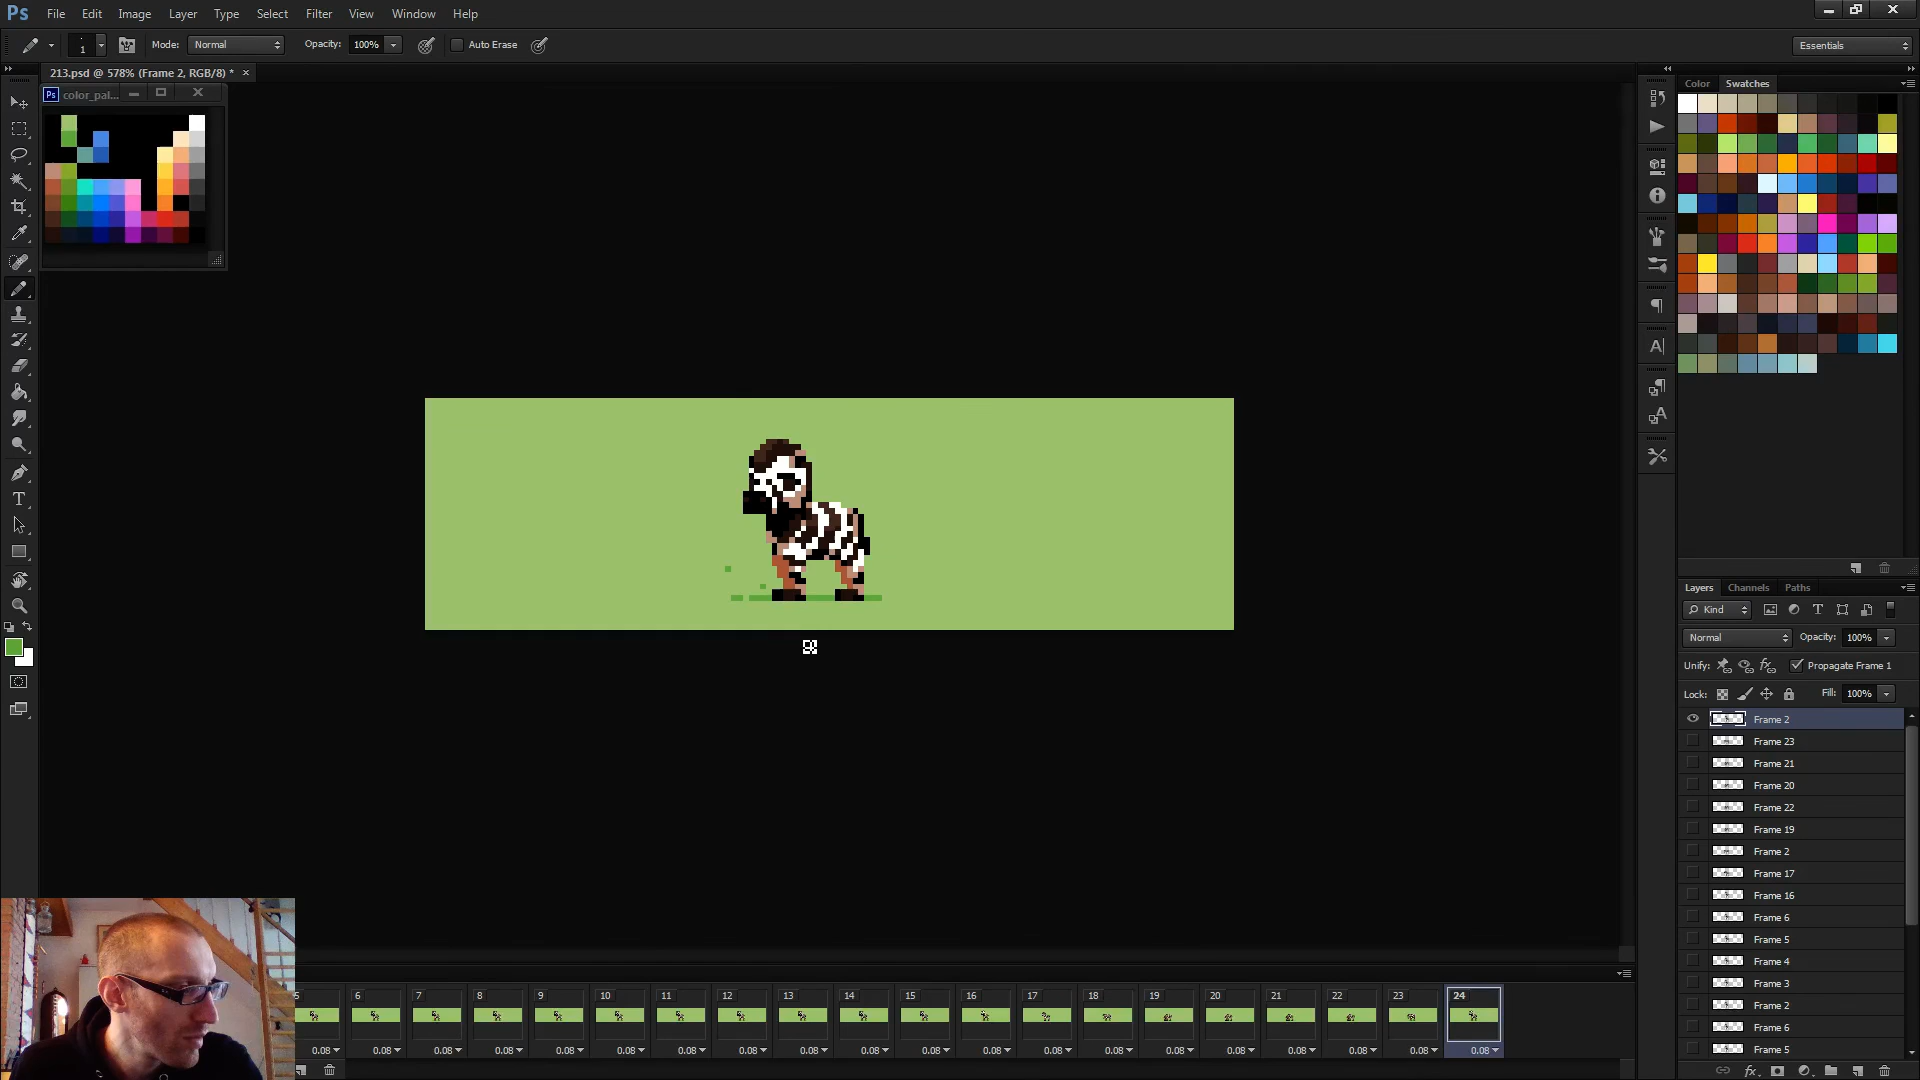 Ps File Edit Image Layer Type Select Filter View Window Help
1 Mode: Normal Opacity: 100% Auto Erase Essentials
213.psd @ 578% (Frame 2, RGB/8) * ×
Ps color_pal...
Color Swatches
Layers Channels Paths
Kind
Normal Opacity: 100%
Unify: Propagate Frame 1
Lock: Fill: 100%
Frame 2
Frame 23
Frame 21
Frame 20
Frame 22
Frame 19
Frame 2
Frame 17
Frame 16
Frame 6
Frame 5
Frame 4
Frame 3
Frame 2
Frame 6
Frame 5
5 6 7 8 9 10 11 12 13 14 15 16 17 18 19 20 21 22 23 24
0.08 0.08 0.08 0.08 0.08 0.08 0.08 0.08 0.08 0.08 0.08 0.08 0.08 0.08 0.08 0.08 0.08 0.08 0.08 0.08